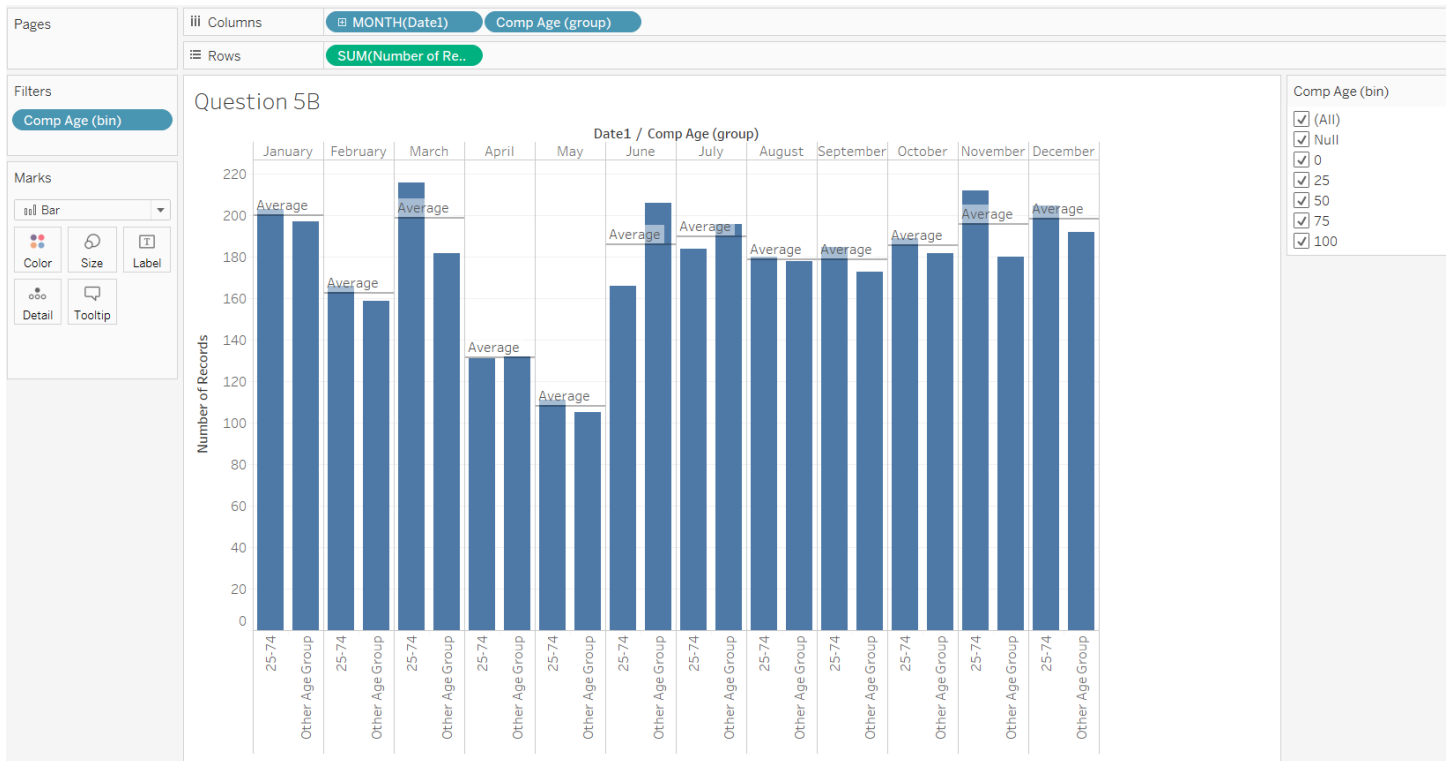 Pages
Columns
MONTH(Date1)
Comp Age (group)
Rows
SUM(Number of Re..
Filters
Comp Age (bin)
Marks
Bar
Color
Size
Label
Detail
Tooltip
Question 5B
Date1 / Comp Age (group)
January February March April May June July August September October November December
Number of Records
220
200
180
160
140
120
100
80
60
40
20
0
Average
Average
Average
Average
Average
Average
Average
Average
Average
Average
Average
Average
25-74
Other Age Group
25-74
Other Age Group
25-74
Other Age Group
25-74
Other Age Group
25-74
Other Age Group
25-74
Other Age Group
25-74
Other Age Group
25-74
Other Age Group
25-74
Other Age Group
25-74
Other Age Group
25-74
Other Age Group
25-74
Other Age Group
Comp Age (bin)
(All)
Null
0
25
50
75
100